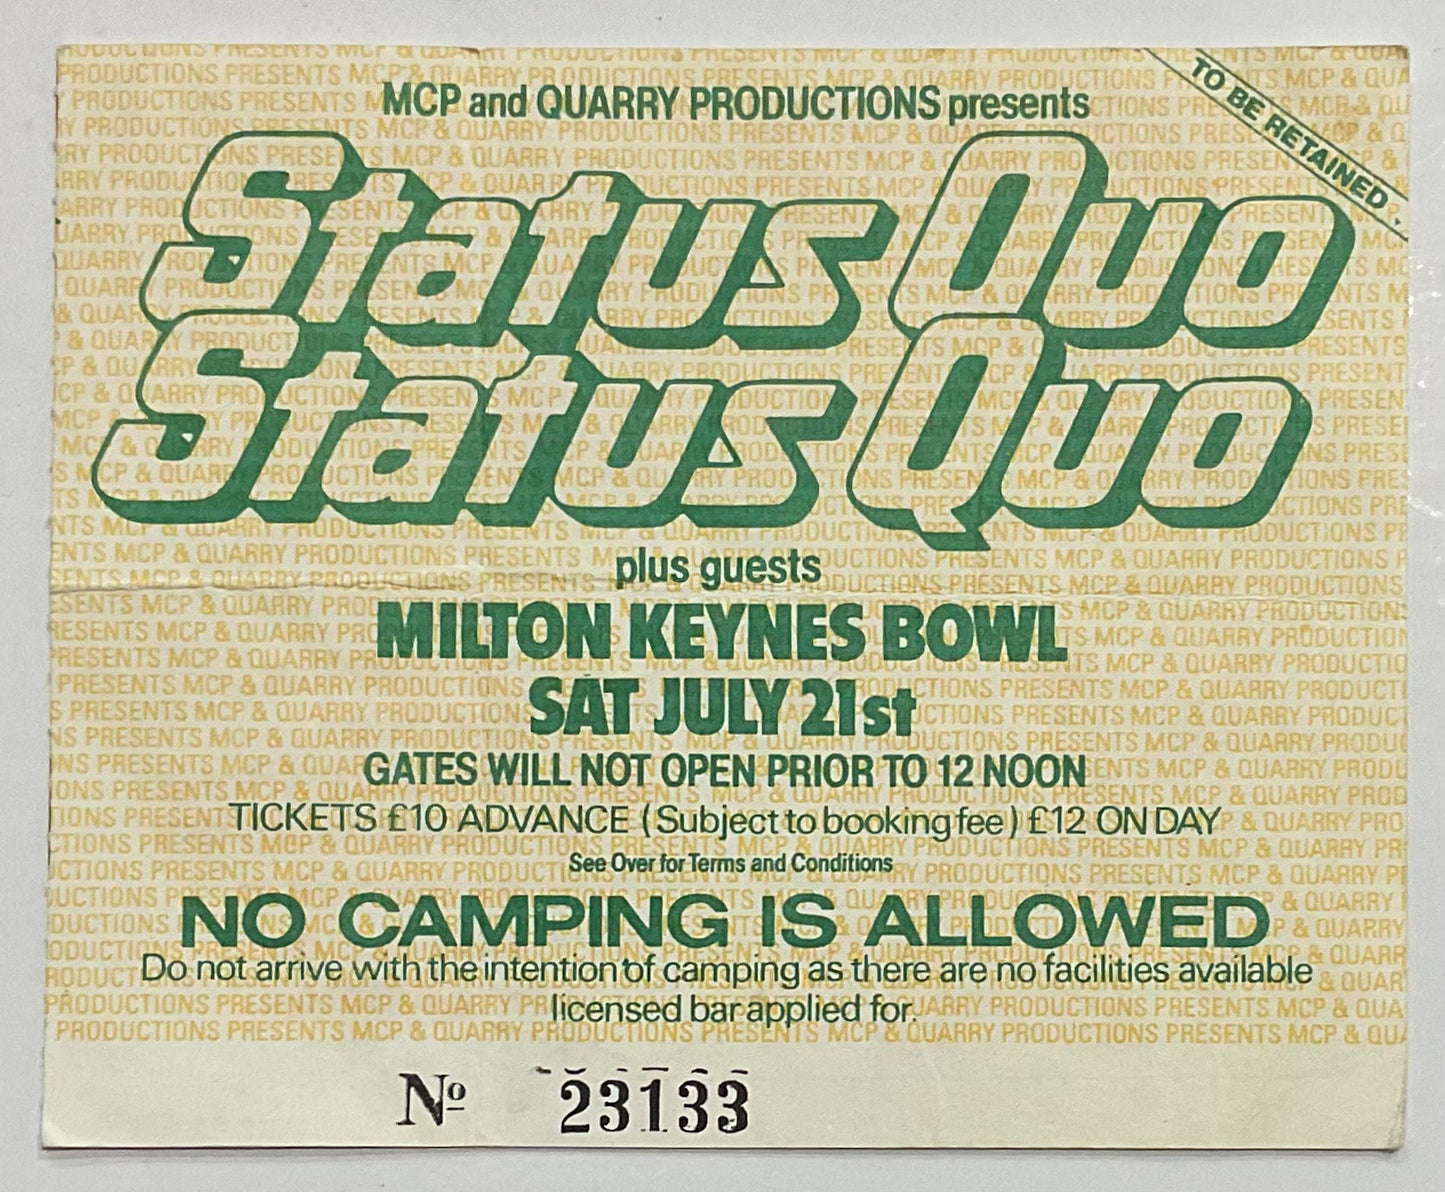 MCP and QUARRY PRODUCTIONS presents
TO BE RETAINED
Status Quo
Status Quo
plus guests
MILTON KEYNES BOWL
SAT JULY 21st
GATES WILL NOT OPEN PRIOR TO 12 NOON
TICKETS £10 ADVANCE (Subject to booking fee) £12 ON DAY
See Over for Terms and Conditions
NO CAMPING IS ALLOWED
Do not arrive with the intention of camping as there are no facilities available
licensed bar applied for.
Nº 23133